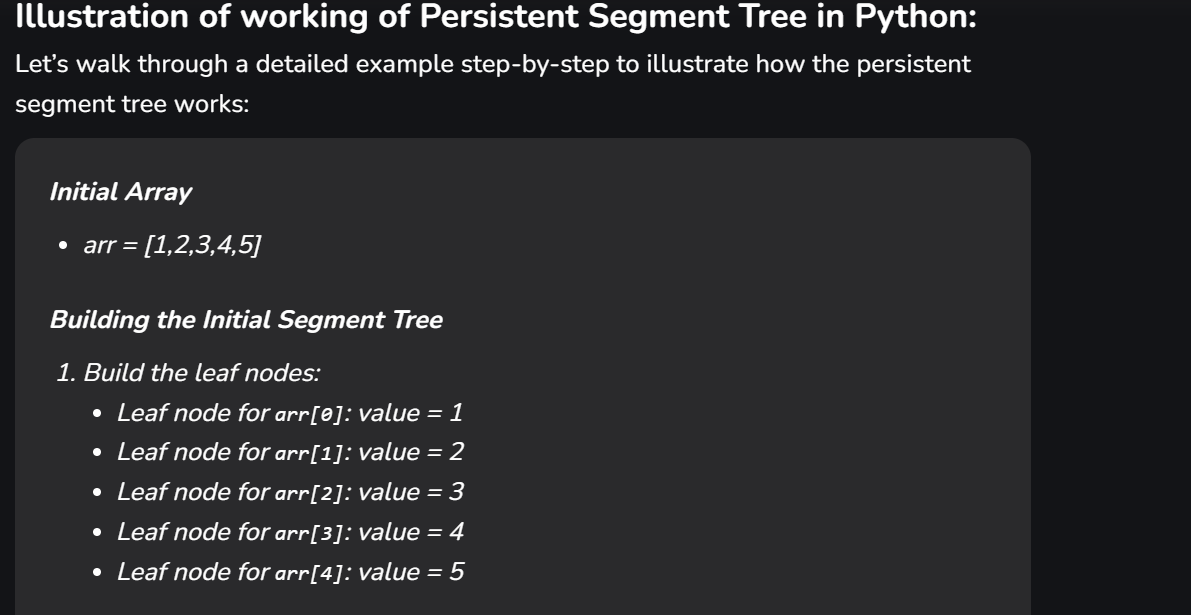 Illustration of working of Persistent Segment Tree in Python:
Let’s walk through a detailed example step-by-step to illustrate how the persistent
segment tree works:
Initial Array
• arr = [1,2,3,4,5]
Building the Initial Segment Tree
1. Build the leaf nodes:
• Leaf node for arr[0]: value = 1
• Leaf node for arr[1]: value = 2
• Leaf node for arr[2]: value = 3
• Leaf node for arr[3]: value = 4
• Leaf node for arr[4]: value = 5